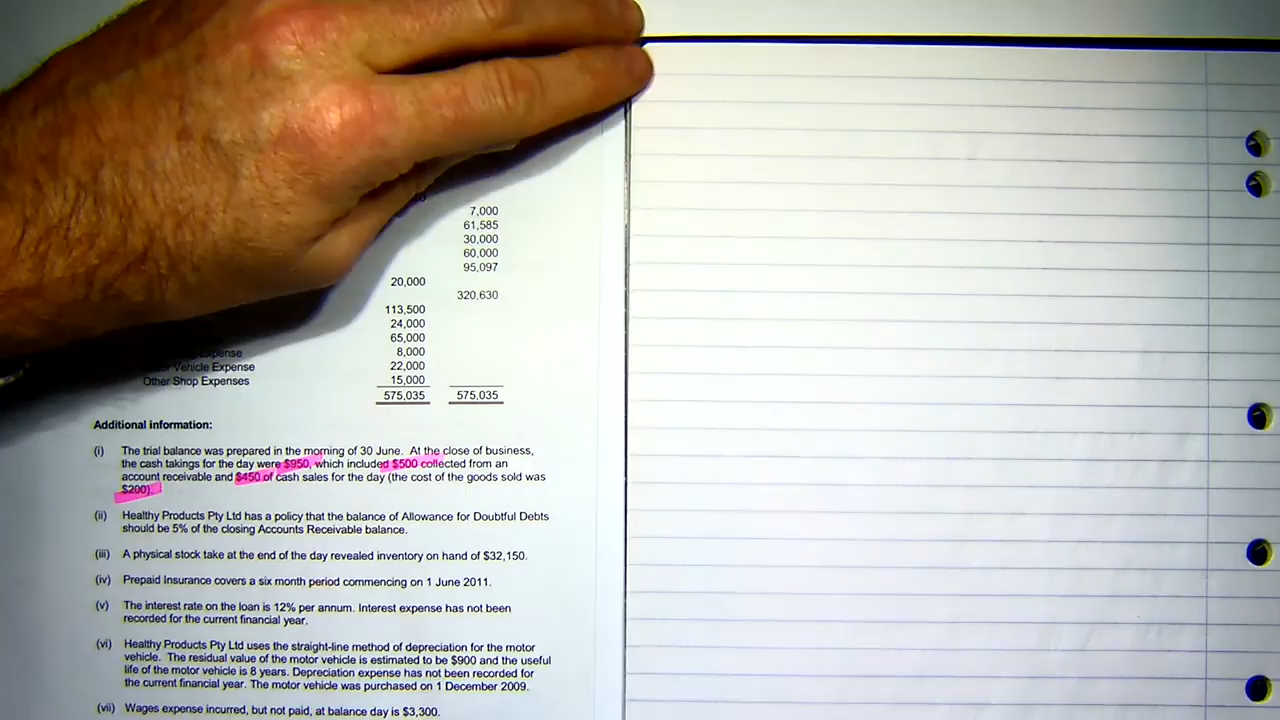 7,000
61,585
30,000
60,000
95,097
20,000
320,630
113,500
24,000
65,000
Expense 8,000
Vehicle Expense 22,000
Other Shop Expenses 15,000
575,035 575,035
Additional information:
(i) The trial balance was prepared in the morning of 30 June. At the close of business,
the cash takings for the day were $950, which included $500 collected from an
account receivable and $450 of cash sales for the day (the cost of the goods sold was
$200).
(ii) Healthy Products Pty Ltd has a policy that the balance of Allowance for Doubtful Debts
should be 5% of the closing Accounts Receivable balance.
(iii) A physical stock take at the end of the day revealed inventory on hand of $32,150.
(iv) Prepaid Insurance covers a six month period commencing on 1 June 2011.
(v) The interest rate on the loan is 12% per annum. Interest expense has not been
recorded for the current financial year.
(vi) Healthy Products Pty Ltd uses the straight-line method of depreciation for the motor
vehicle. The residual value of the motor vehicle is estimated to be $900 and the useful
life of the motor vehicle is 8 years. Depreciation expense has not been recorded for
the current financial year. The motor vehicle was purchased on 1 December 2009.
(vii) Wages expense incurred, but not paid, at balance day is $3,300.